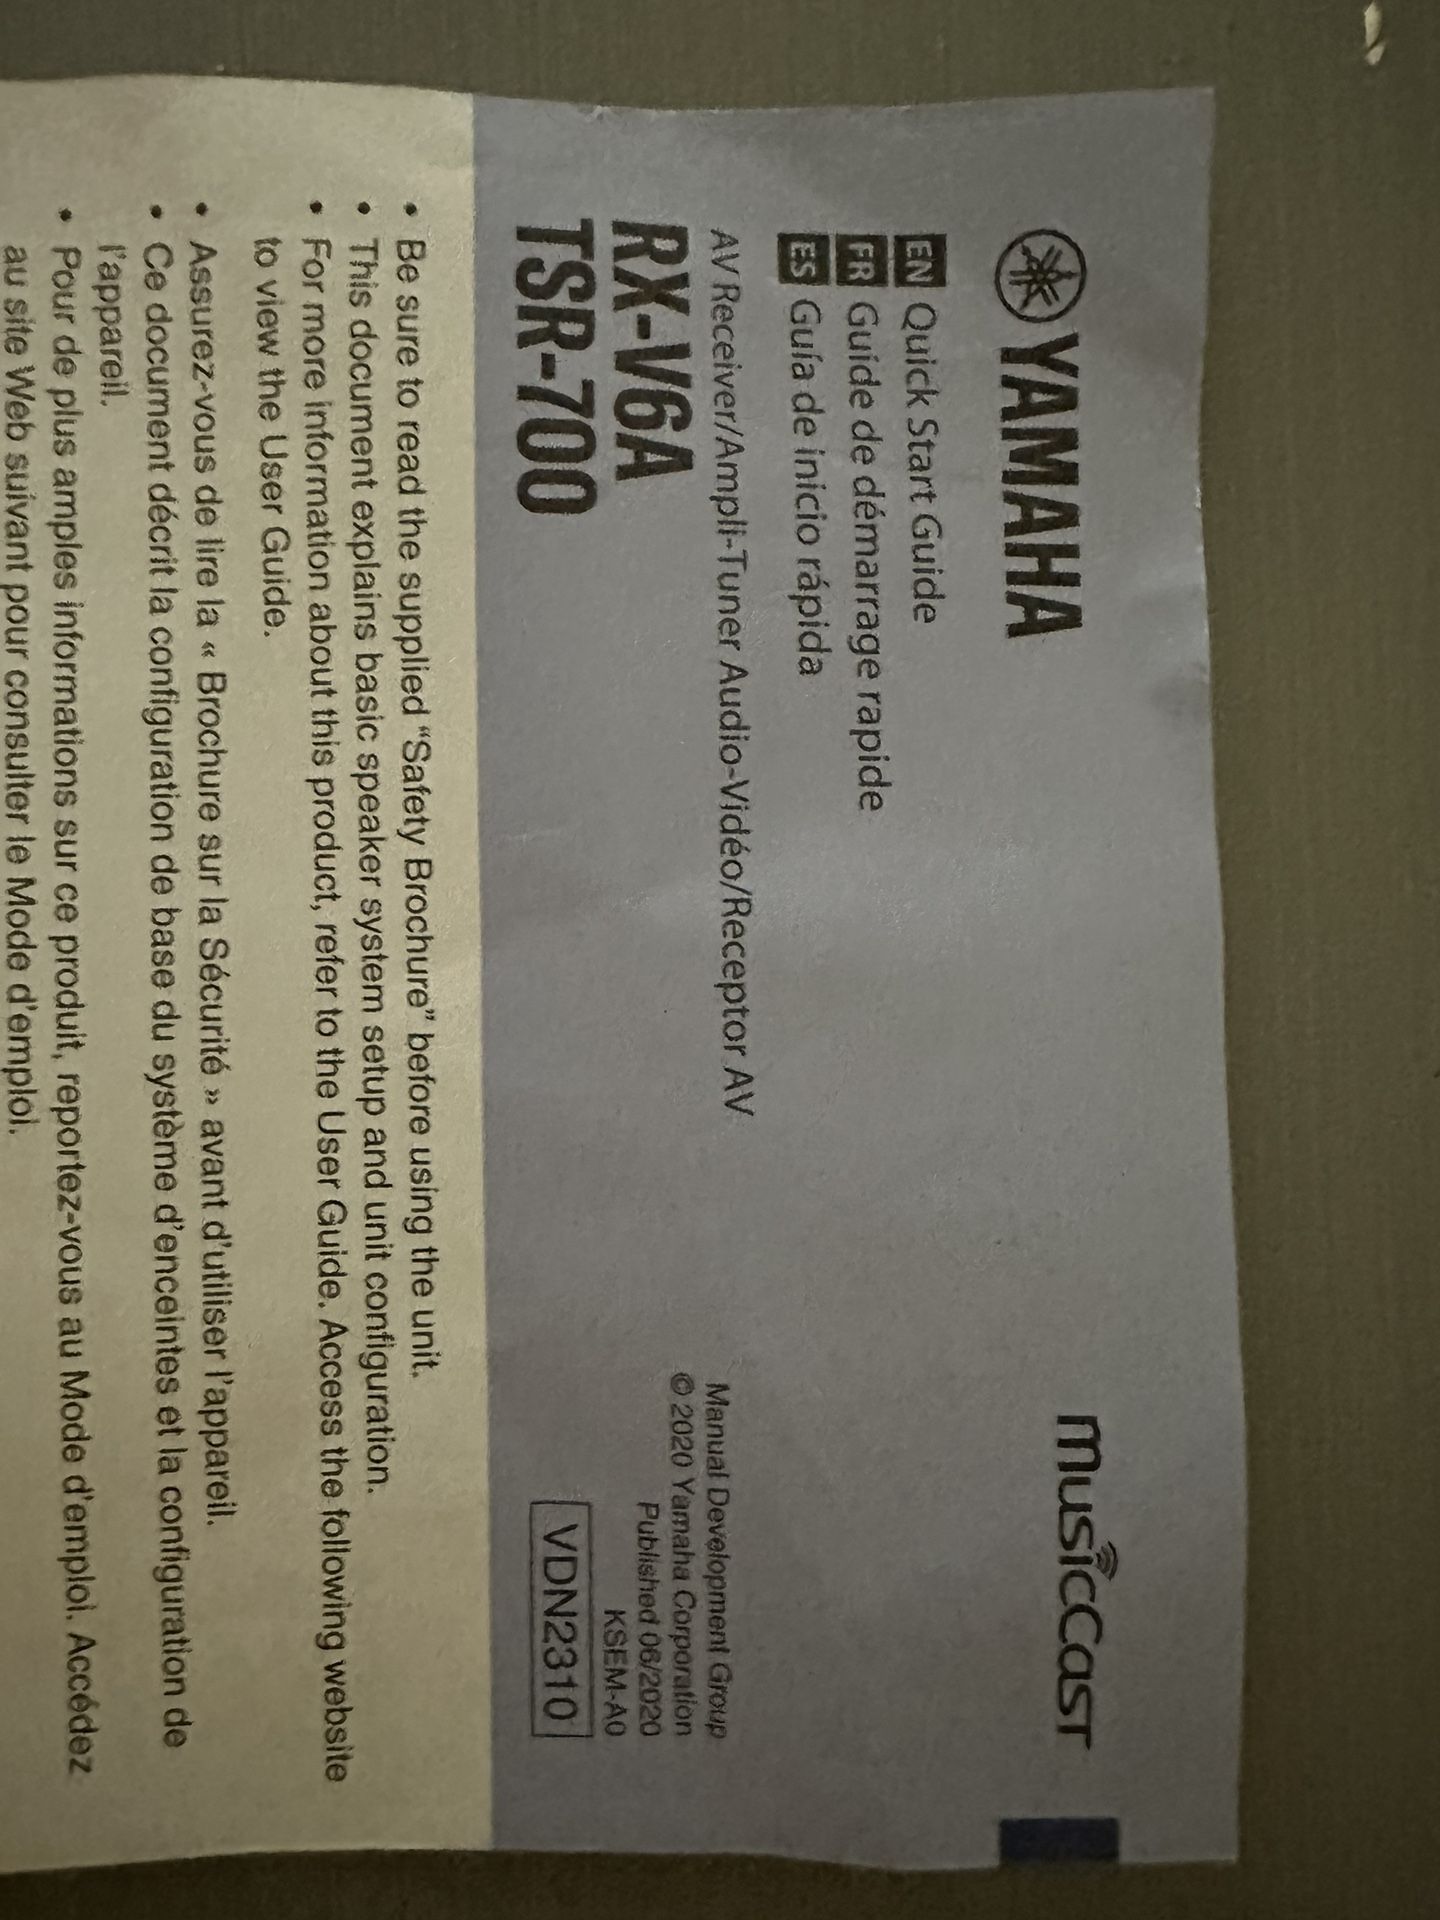 YAMAHA
musicCast
EN Quick Start Guide
FR Guide de démarrage rapide
ES Guía de inicio rápida
AV Receiver/Ampli-Tuner Audio-Vidéo/Receptor AV
RX-V6A
TSR-700
Manual Development Group
© 2020 Yamaha Corporation
Published 06/2020
KSEM-A0
VDN2310
• Be sure to read the supplied “Safety Brochure” before using the unit.
• This document explains basic speaker system setup and unit configuration.
• For more information about this product, refer to the User Guide. Access the following website
to view the User Guide.
• Assurez-vous de lire la « Brochure sur la Sécurité » avant d’utiliser l’appareil.
• Ce document décrit la configuration de base du système d’enceintes et la configuration de
l’appareil.
• Pour de plus amples informations sur ce produit, reportez-vous au Mode d’emploi. Accédez
au site Web suivant pour consulter le Mode d’emploi.